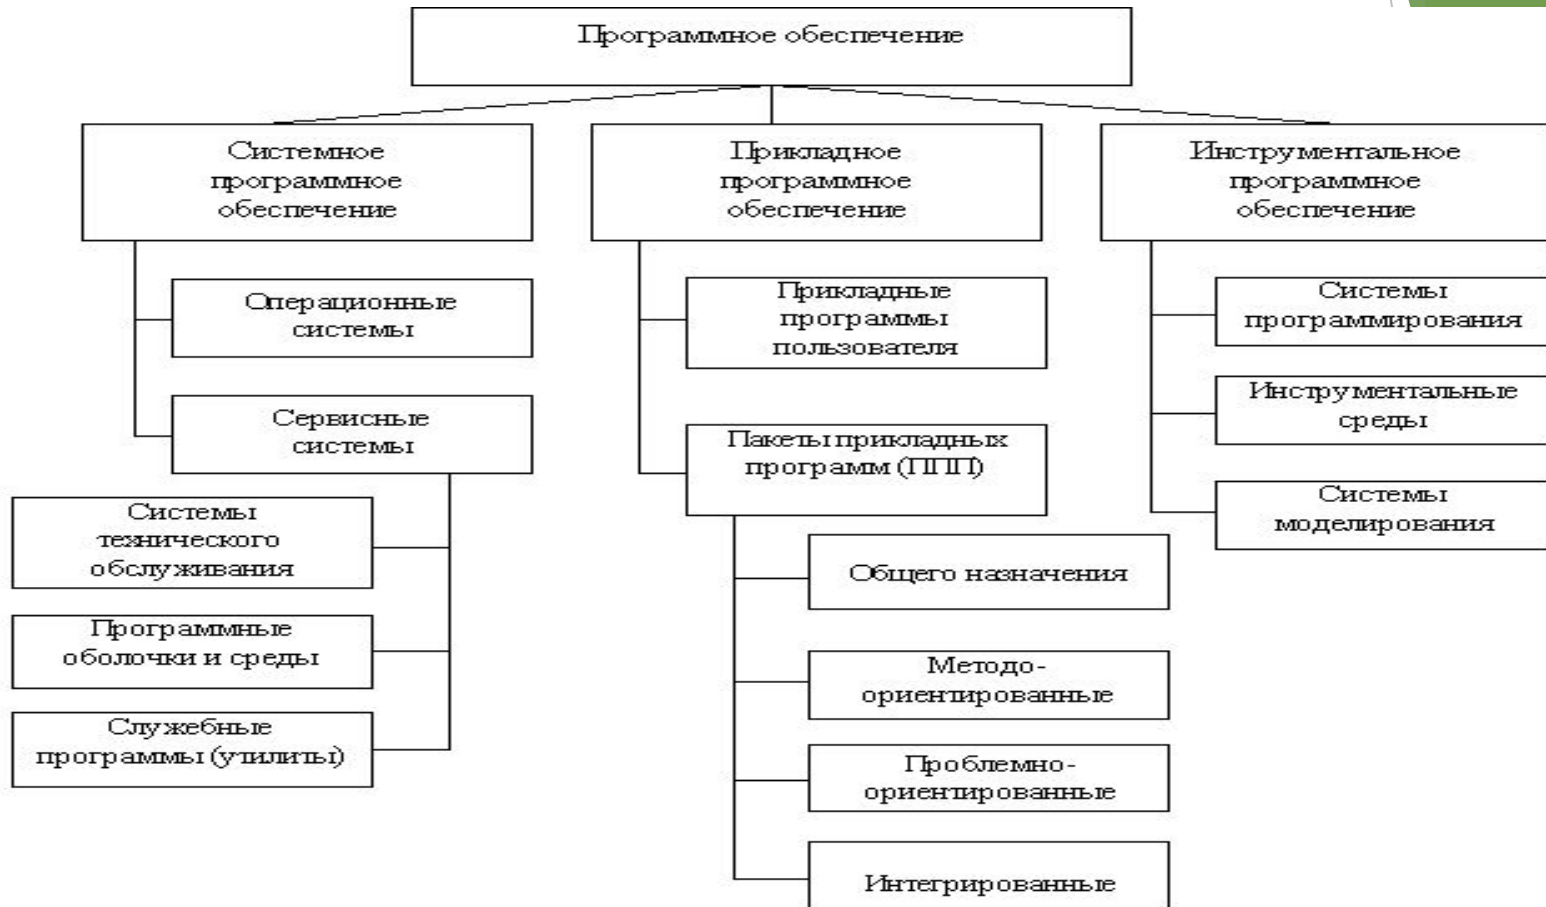 Программное обеспечение
Системное
программное
обеспечение
Операционные
системы
Сервисные
системы
Системы
технического
обслуживания
Программные
оболочки и среды
Служебные
программы (утилиты)
Прикладное
программное
обеспечение
Прикладные
программы
пользователя
Пакеты прикладных
программ (ППП)
Общего назначения
Методо-
ориентированные
Проблемно-
ориентированные
Интегрированные
Инструментальное
программное
обеспечение
Системы
программирования
Инструментальные
среды
Системы
моделирования